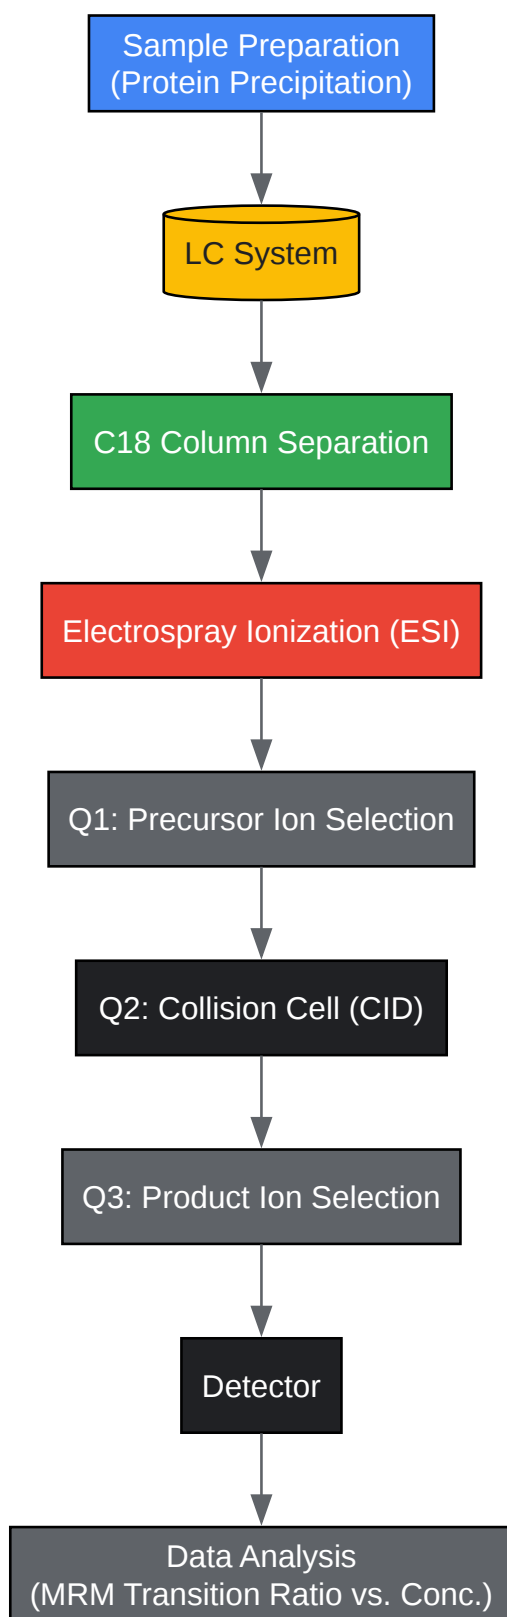 Sample Preparation
(Protein Precipitation)
LC System
C18 Column Separation
Electrospray Ionization (ESI)
Q1: Precursor Ion Selection
Q2: Collision Cell (CID)
Q3: Product Ion Selection
Detector
Data Analysis
(MRM Transition Ratio vs. Conc.)